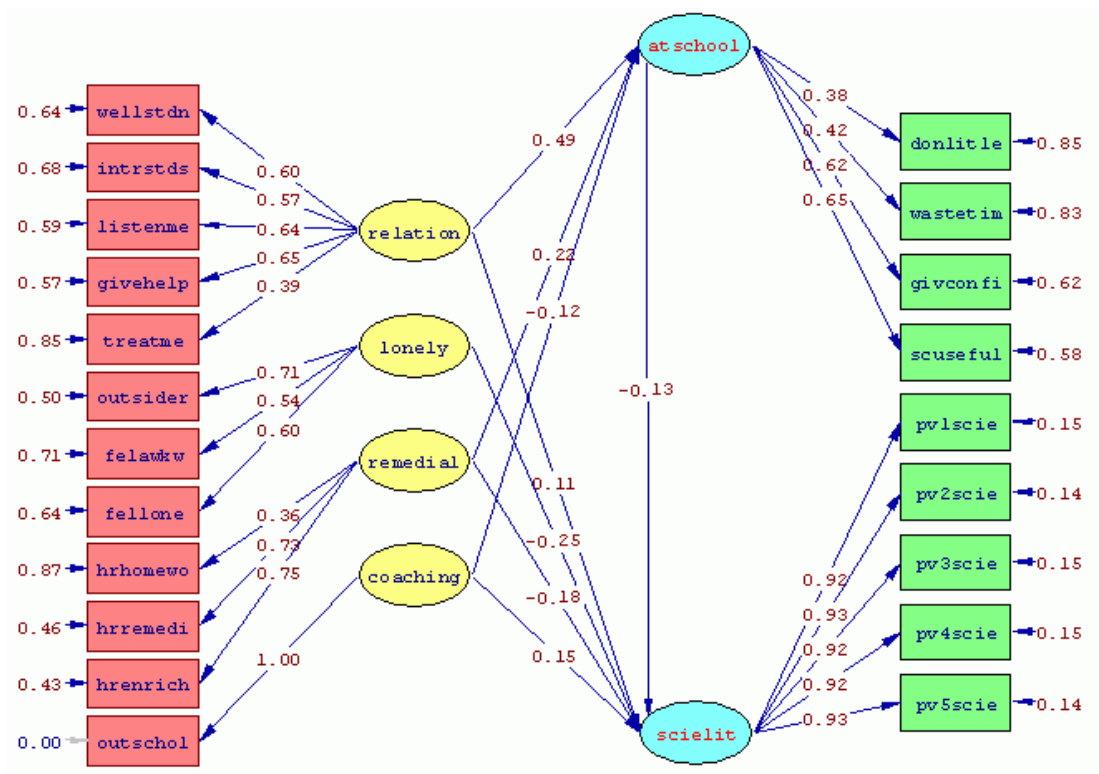 atschool
0.64 wellstdn
0.38
0.60
0.49
donlitle 0.85
0.68 intrstds
0.42
0.57
0.62
0.65
wastetim 0.83
0.59 listenme
0.64
relation
0.22
0.65
0.57 givehelp
0.39
givconfi 0.62
-0.12
0.85 treatme
lonely
scuseful 0.58
0.71
-0.13
0.50 outsider
0.54
0.60
pv1scie 0.15
0.71 felawkw
remedial
0.11
pv2scie 0.14
0.64 fellone
0.36
0.73
-0.25
pv3scie 0.15
0.87 hrhomewo
0.75
coaching
0.92
-0.18
0.93
0.46 hrremedi
pv4scie 0.15
0.92
1.00
0.15
0.43 hrenrich
0.92
0.93
pv5scie 0.14
0.00 outschol
scielit